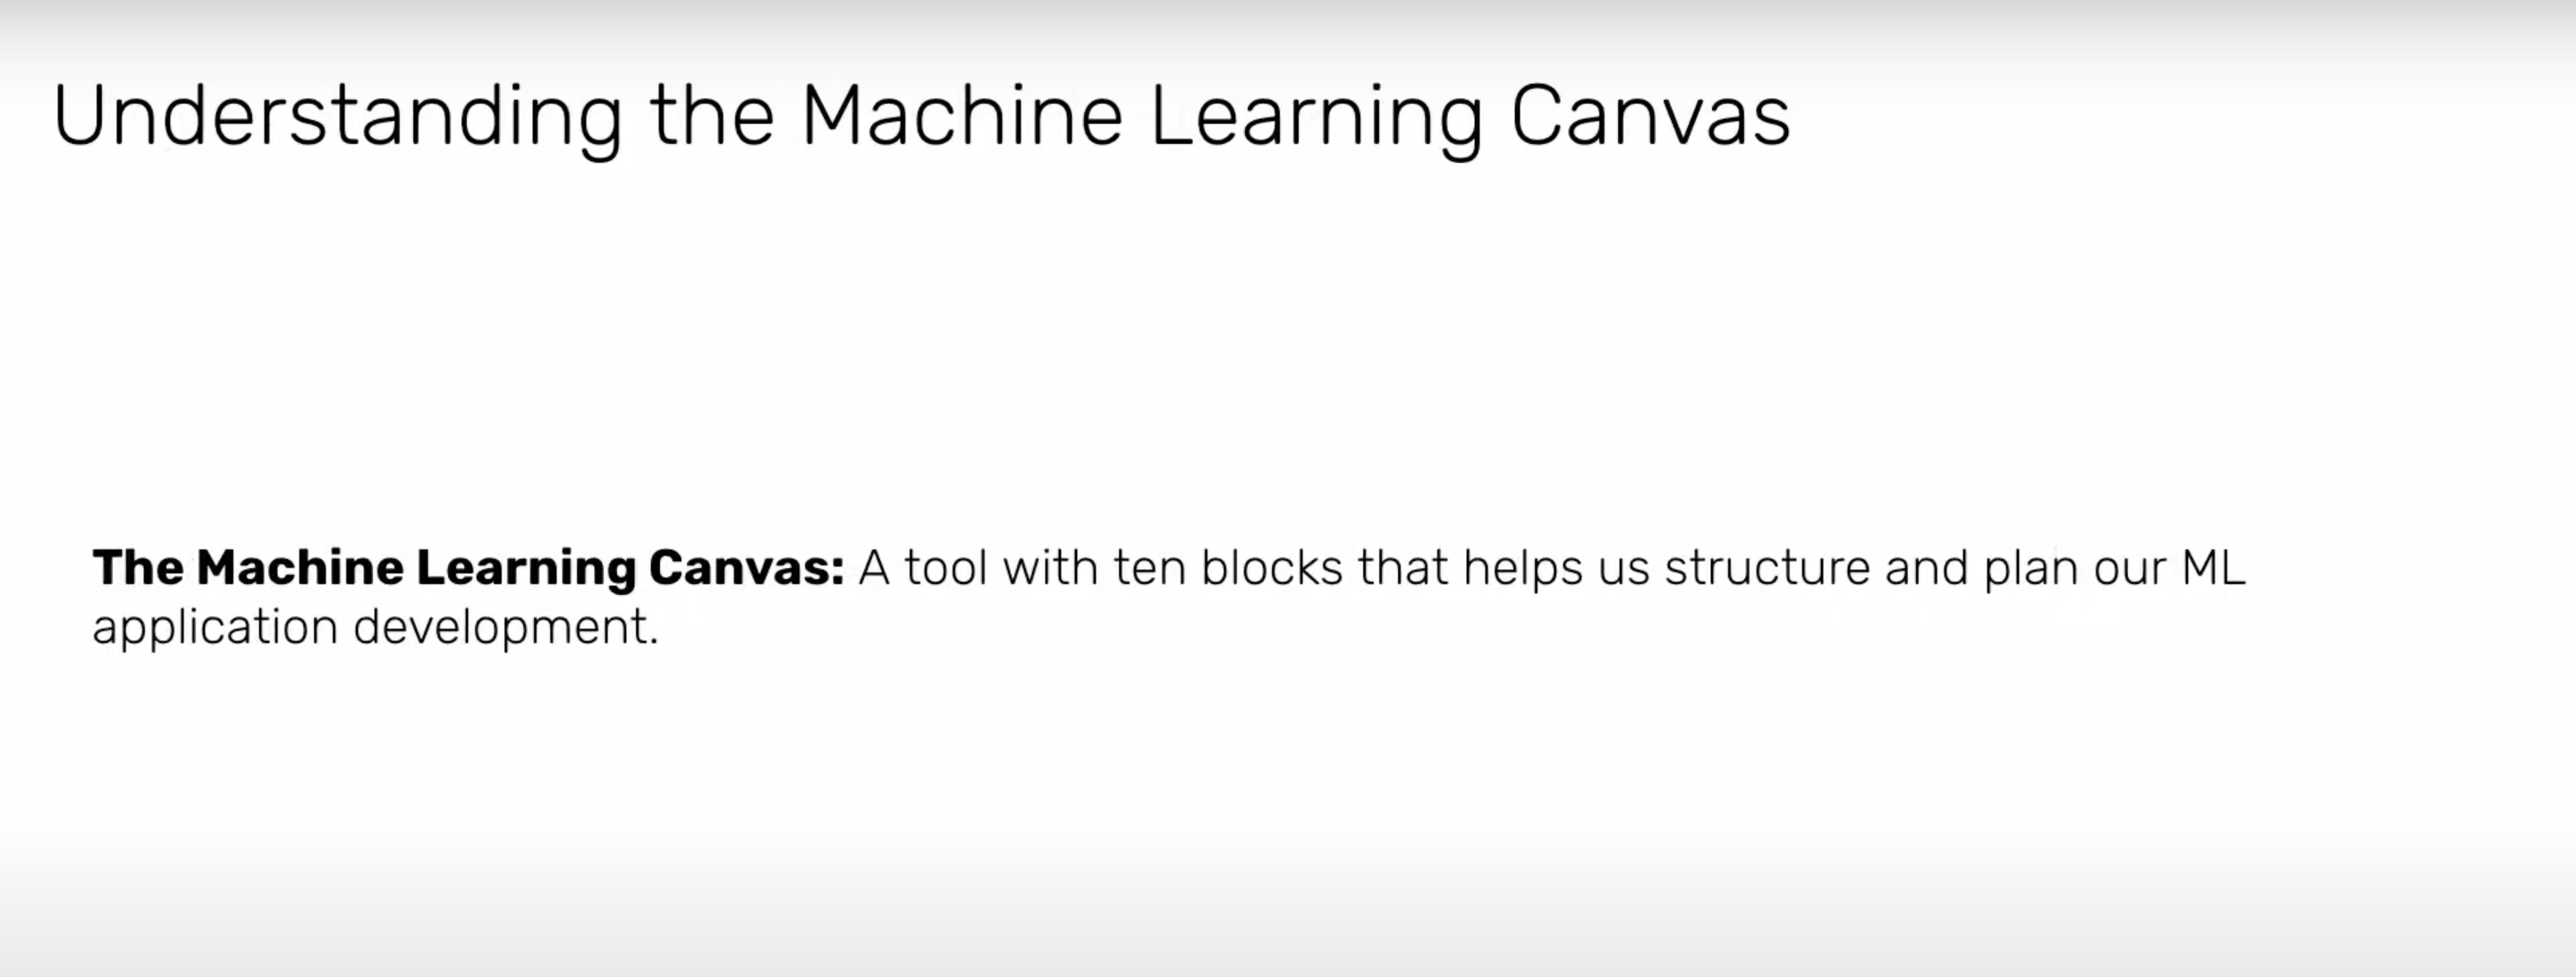 Understanding the Machine Learning Canvas
The Machine Learning Canvas: A tool with ten blocks that helps us structure and plan our ML
application development.